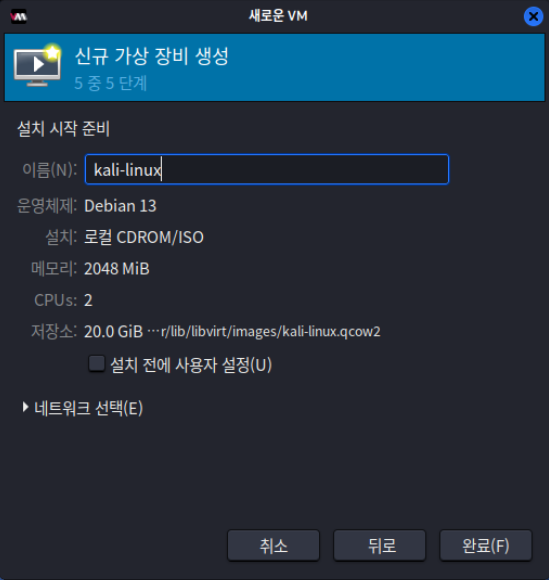 새로운 VM
신규 가상 장비 생성
5 중 5 단계
설치 시작 준비
이름(N): kali-linux
운영체제: Debian 13
설치: 로컬 CDROM/ISO
메모리: 2048 MiB
CPUs: 2
저장소: 20.0 GiB …r/lib/libvirt/images/kali-linux.qcow2
설치 전에 사용자 설정(U)
네트워크 선택(E)
취소 뒤로 완료(F)